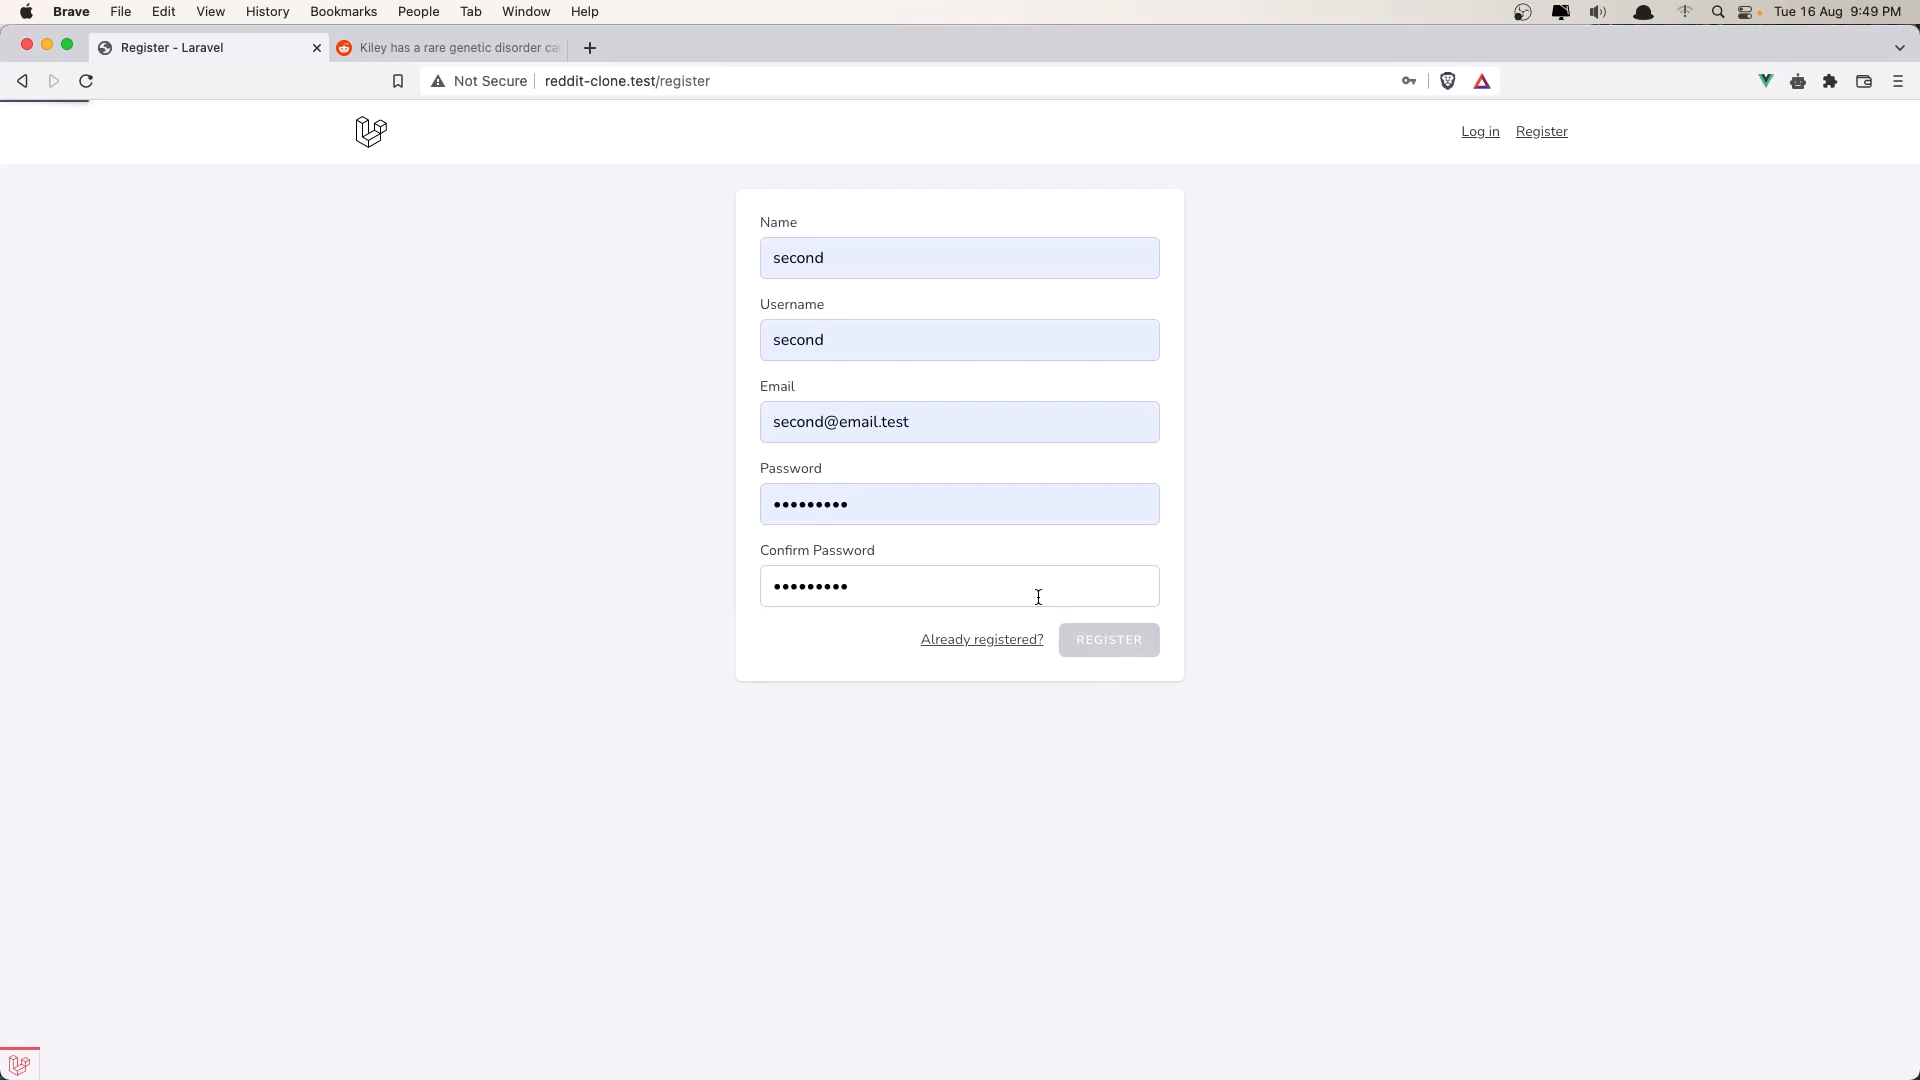 Brave File Edit View History Bookmarks People Tab Window Help Tue 16 Aug 9:49 PM
Register - Laravel Kiley has a rare genetic disorder ca
Not Secure reddit-clone.test/register
Log in Register
Name
second
Username
second
Email
second@email.test
Password
•••••••••
Confirm Password
•••••••••
Already registered? REGISTER